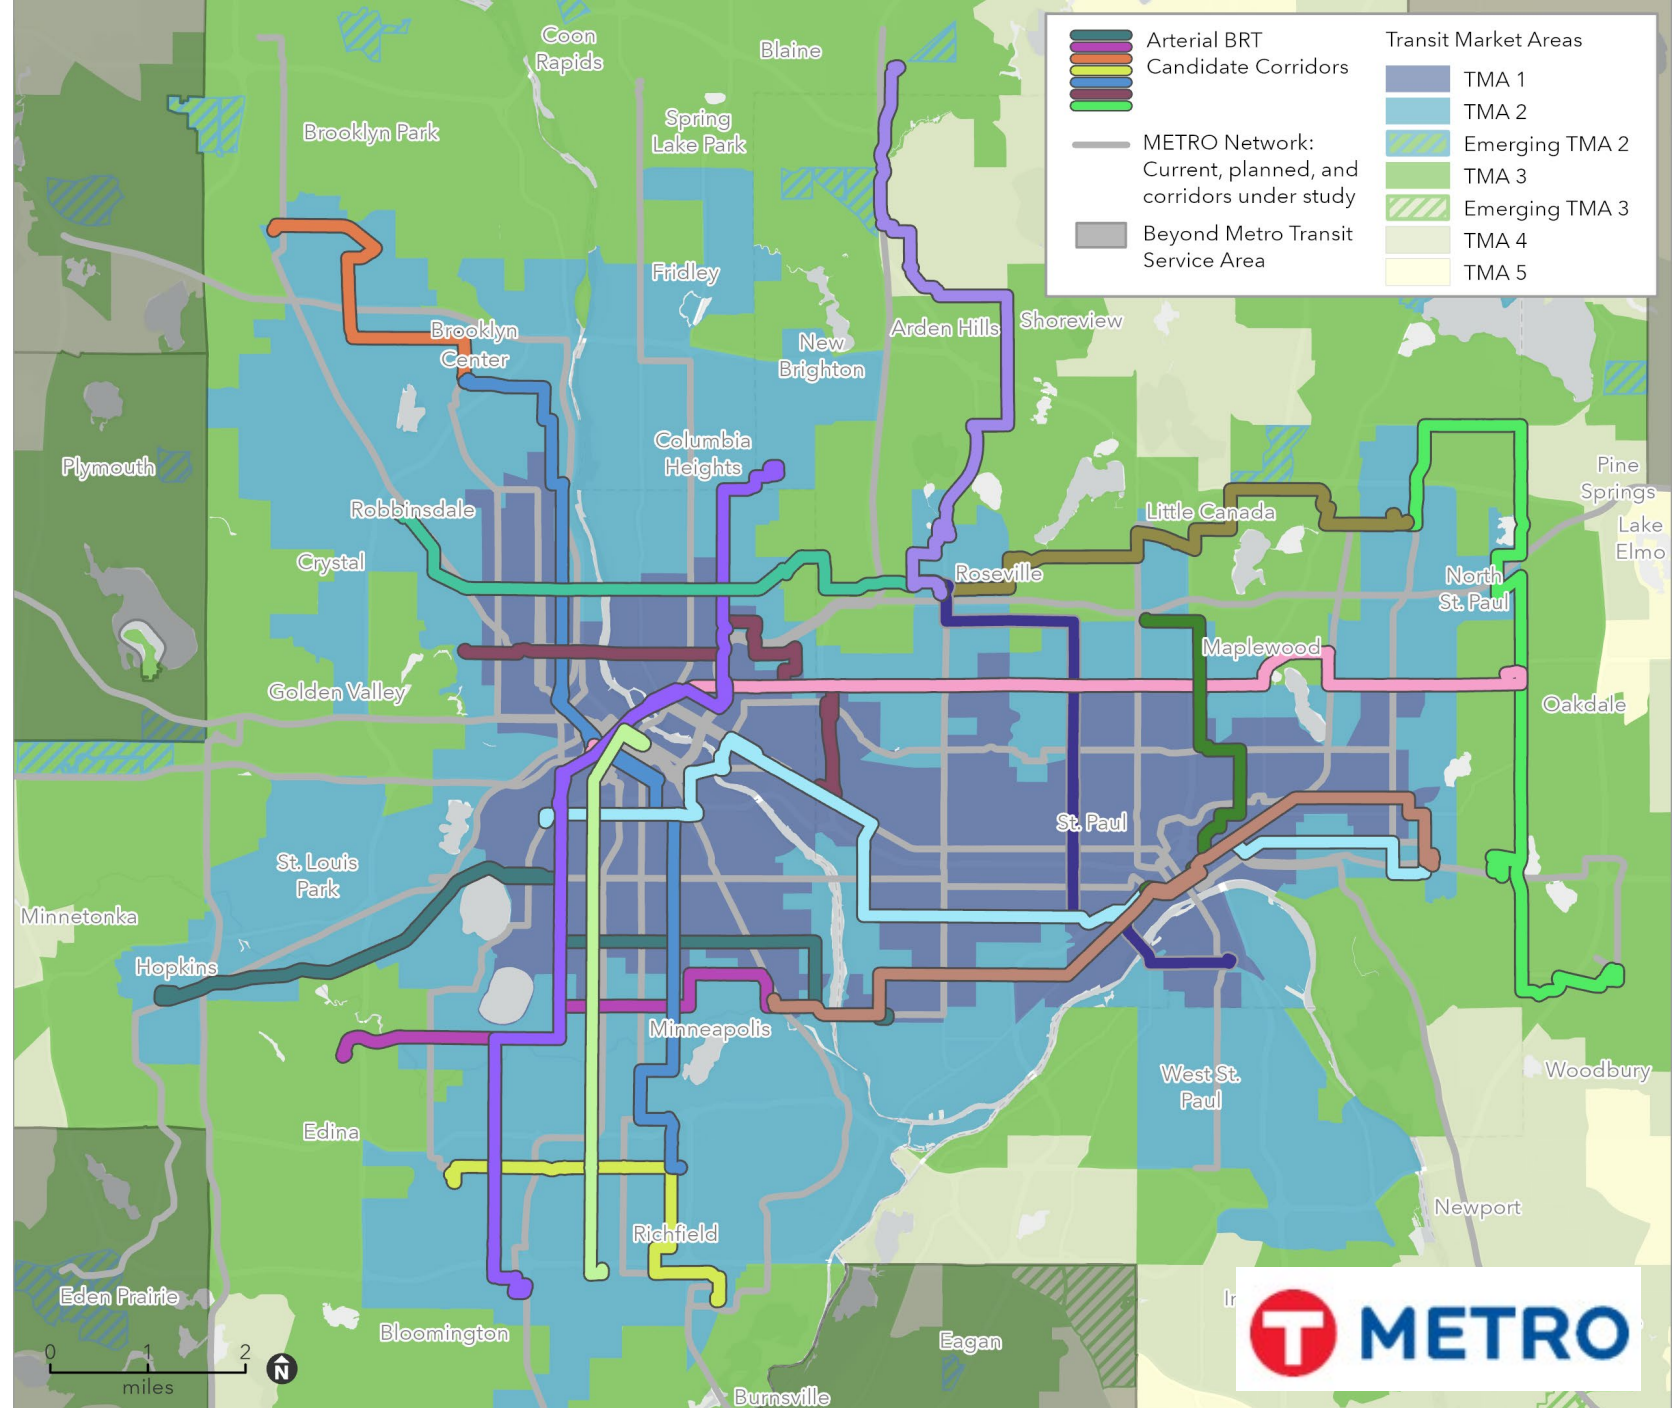 Coon
Rapids
Blaine
Brooklyn Park
Spring
Lake Park
Arterial BRT
Candidate Corridors
METRO Network:
Current, planned, and
corridors under study
Beyond Metro Transit
Service Area
Transit Market Areas
TMA 1
TMA 2
Emerging TMA 2
TMA 3
Emerging TMA 3
TMA 4
TMA 5
Fridley
Brooklyn
Center
New
Brighton
Arden Hills
Shoreview
Plymouth
Columbia
Heights
Pine
Springs
Robbinsdale
Little Canada
Lake
Elmo
Crystal
Roseville
North
St. Paul
Golden Valley
Maplewood
Oakdale
St. Paul
St. Louis
Park
Minnetonka
Hopkins
Minneapolis
West St.
Paul
Woodbury
Edina
Newport
Richfield
Eden Prairie
Bloomington
Eagan
Burnsville
0 1 2
miles
N
T METRO